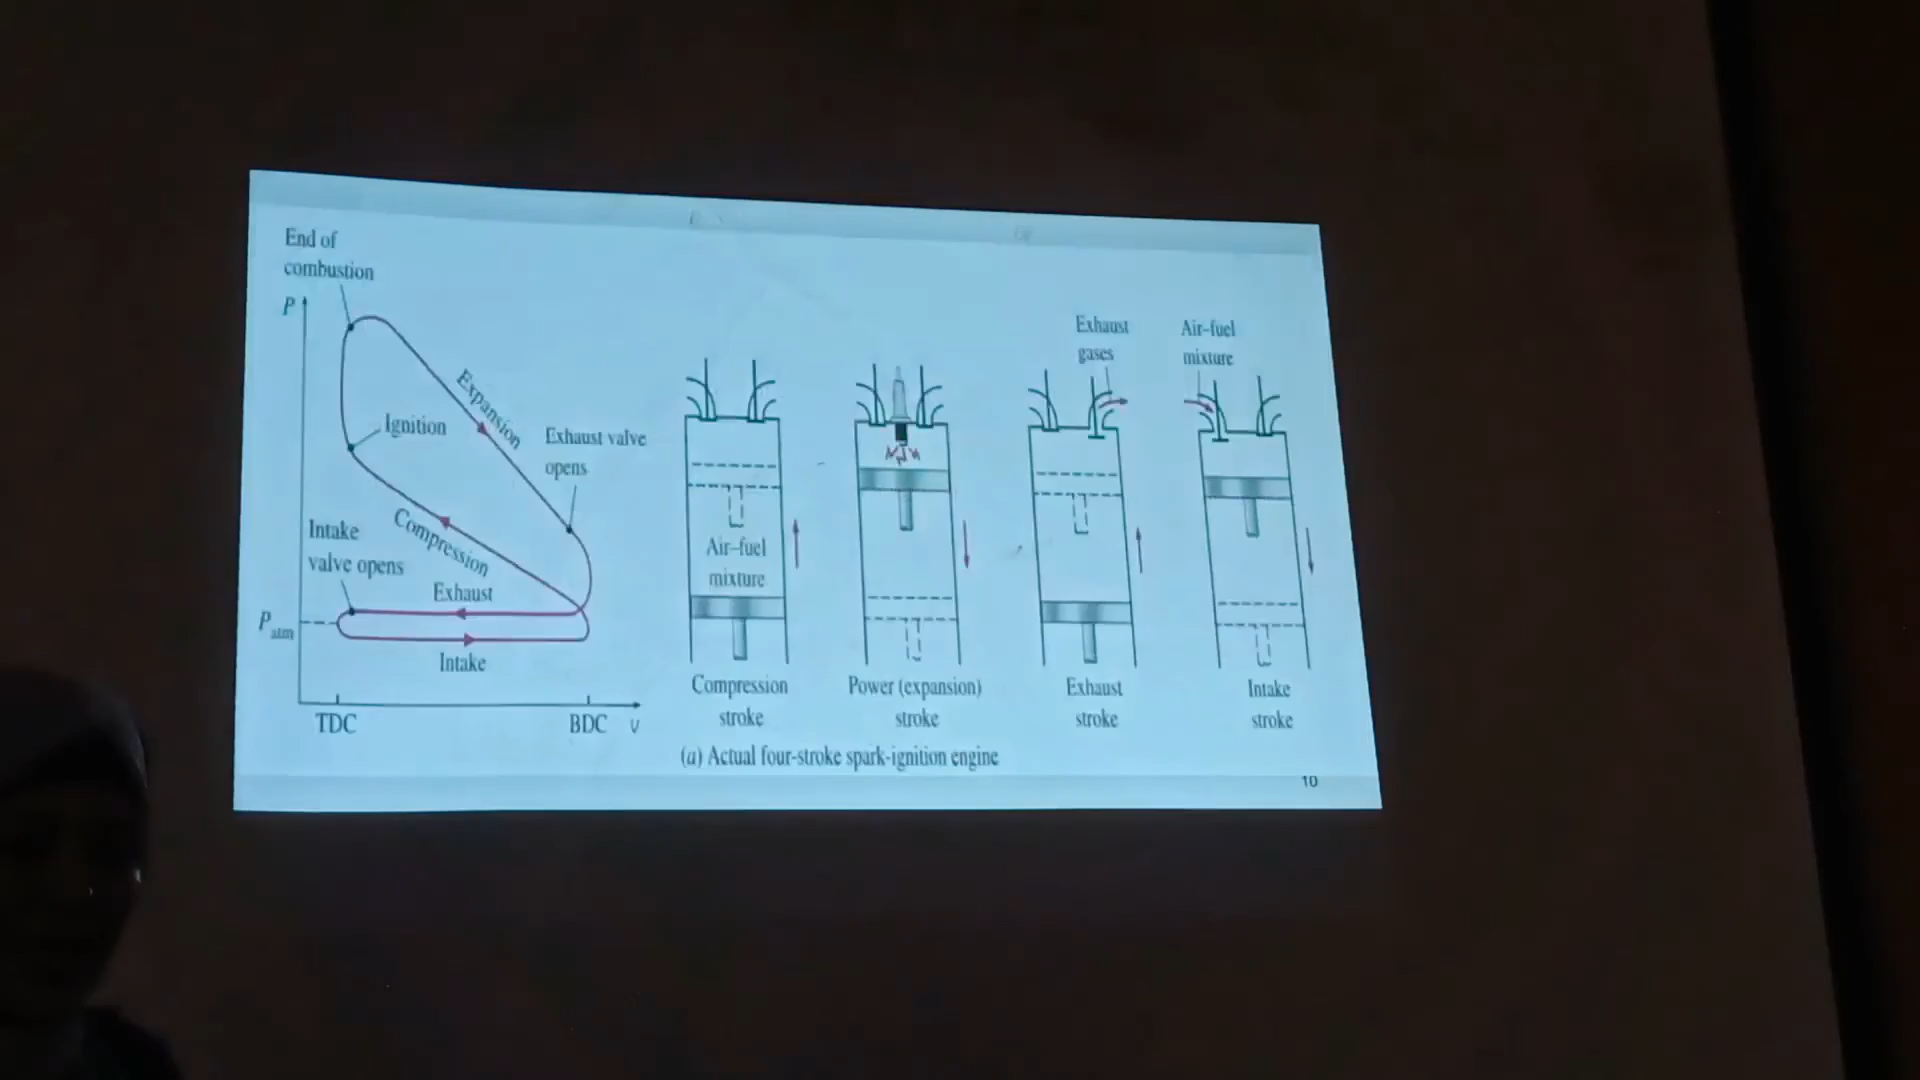 End of
combustion
P
Expansion
Ignition
Exhaust valve
opens
Compression
Intake
valve opens
Exhaust
P atm
Intake
TDC
BDC
v
Exhaust
gases
Air–fuel
mixture
Air–fuel
mixture
Compression
stroke
Power (expansion)
stroke
Exhaust
stroke
Intake
stroke
(a) Actual four-stroke spark-ignition engine
10